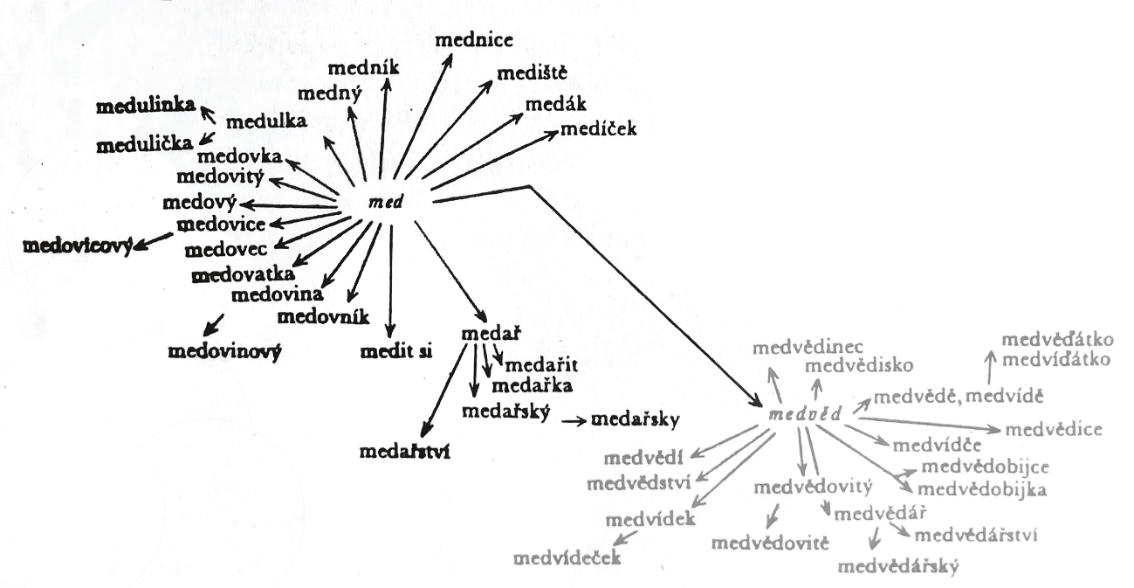 mednice
medník
mediště
medný
medulinka
medák
medulka
medíček
medulička
medovka
medovitý
med
medový
medovice
medovicový
medovec
medovatka
medovina
medovník
medař
medovinový
medit si
medařit
medařka
medařský
medařsky
medařství
medvěďátko
medvíďátko
medvědinec
medvědisko
medvědě, medvídě
medvěd
medvědice
medvídče
medvědí
medvědobijce
medvědství
medvědovitý
medvědobijka
medvídek
medvědář
medvědovitě
medvědářství
medvídeček
medvědářský